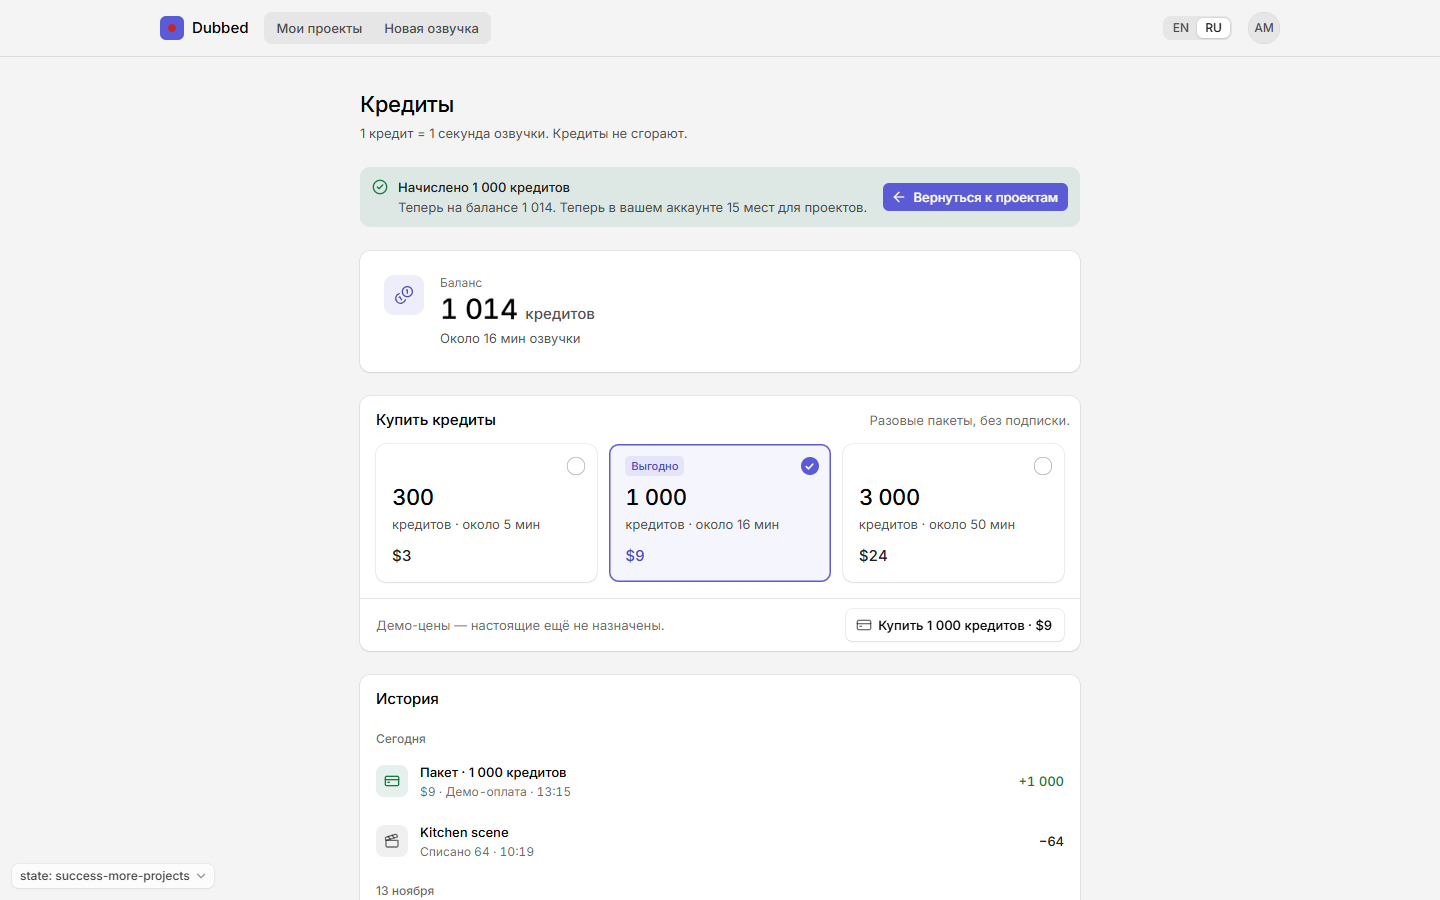 Dubbed
Мои проекты
Новая озвучка
EN
RU
AM
Кредиты
1 кредит = 1 секунда озвучки. Кредиты не сгорают.
Начислено 1 000 кредитов
Теперь на балансе 1 014. Теперь в вашем аккаунте 15 мест для проектов.
Вернуться к проектам
Баланс
1 014 кредитов
Около 16 мин озвучки
Купить кредиты
Разовые пакеты, без подписки.
300
кредитов · около 5 мин
$3
Выгодно
1 000
кредитов · около 16 мин
$9
3 000
кредитов · около 50 мин
$24
Демо-цены — настоящие ещё не назначены.
Купить 1 000 кредитов · $9
История
Сегодня
Пакет · 1 000 кредитов
$9 · Демо-оплата · 13:15
+1 000
Kitchen scene
Списано 64 · 10:19
−64
13 ноября
state: success-more-projects